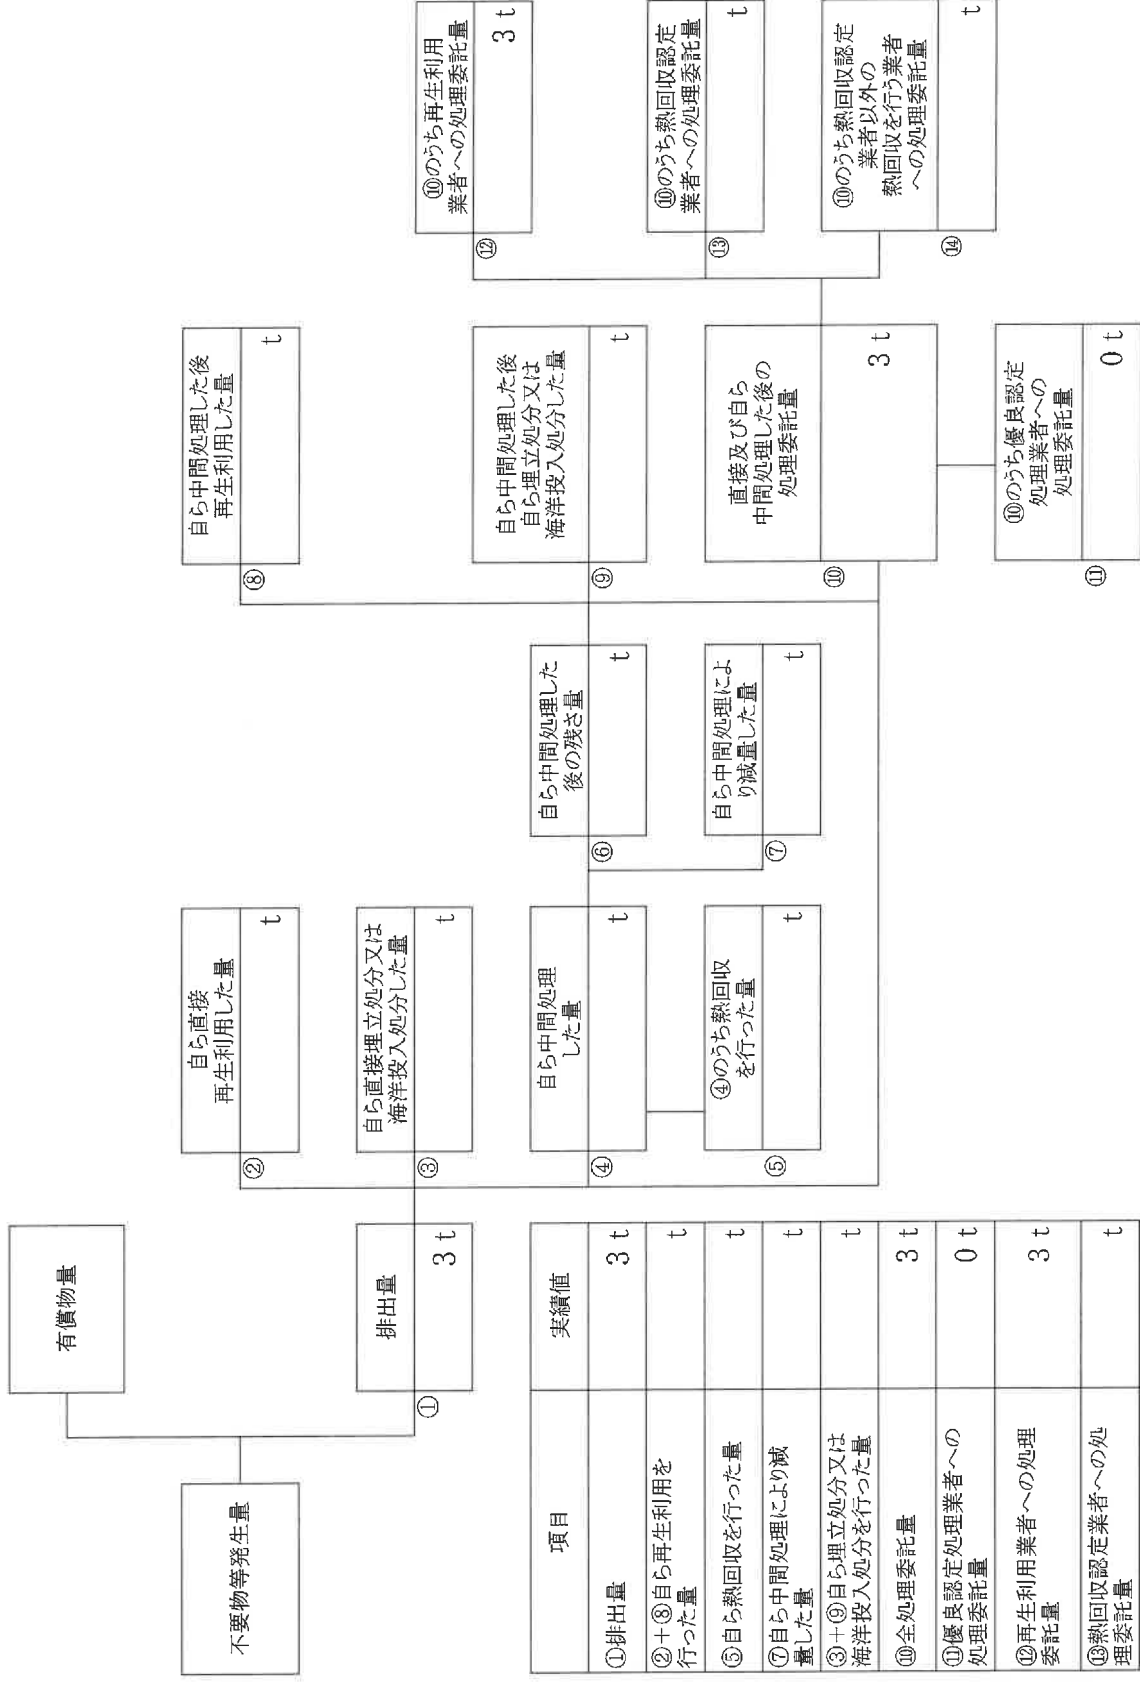 不要物等発生量
有償物量
排出量
①
3 t
自ら直接
再生利用した量
②
t
自ら直接埋立処分又は
海洋投入処分した量
③
t
自ら中間処理
した量
④
t
④のうち熱回収
を行った量
⑤
t
自ら中間処理した
後の残さ量
⑥
t
自ら中間処理によ
り減量した量
⑦
t
自ら中間処理した後
再生利用した量
⑧
t
自ら中間処理した後
自ら埋立処分又は
海洋投入処分した量
⑨
t
直接及び自ら
中間処理した後の
処理委託量
⑩
3 t
⑩のうち優良認定
処理業者への
処理委託量
⑪
0 t
⑩のうち再生利用
業者への処理委託量
⑫
3 t
⑩のうち熱回収認定
業者への処理委託量
⑬
t
⑩のうち熱回収認定
業者以外の
熱回収を行う業者
への処理委託量
⑭
t
項目 実績値
①排出量 3 t
②+⑧自ら再生利用を
行った量 t
⑤自ら熱回収を行った量 t
⑦自ら中間処理により減
量した量 t
③+⑨自ら埋立処分又は
海洋投入処分を行った量 t
⑩全処理委託量 3 t
⑪優良認定処理業者への
処理委託量 0 t
⑫再生利用業者への処理
委託量 3 t
⑬熱回収認定業者への処
理委託量 t